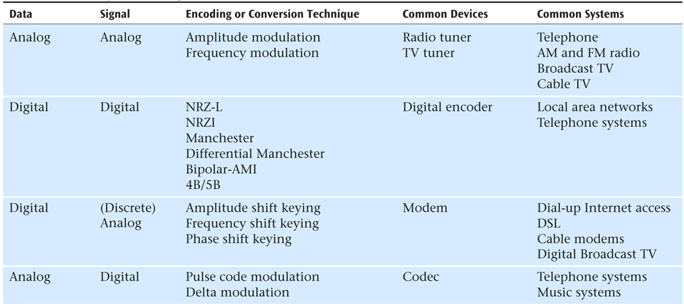 Data Signal Encoding or Conversion Technique Common Devices Common Systems
Analog Analog Amplitude modulation Radio tuner Telephone
Frequency modulation TV tuner AM and FM radio
Broadcast TV
Cable TV
Digital Digital NRZ-L Digital encoder Local area networks
NRZI Telephone systems
Manchester
Differential Manchester
Bipolar-AMI
4B/5B
Digital (Discrete) Amplitude shift keying Modem Dial-up Internet access
Analog Frequency shift keying DSL
Phase shift keying Cable modems
Digital Broadcast TV
Analog Digital Pulse code modulation Codec Telephone systems
Delta modulation Music systems